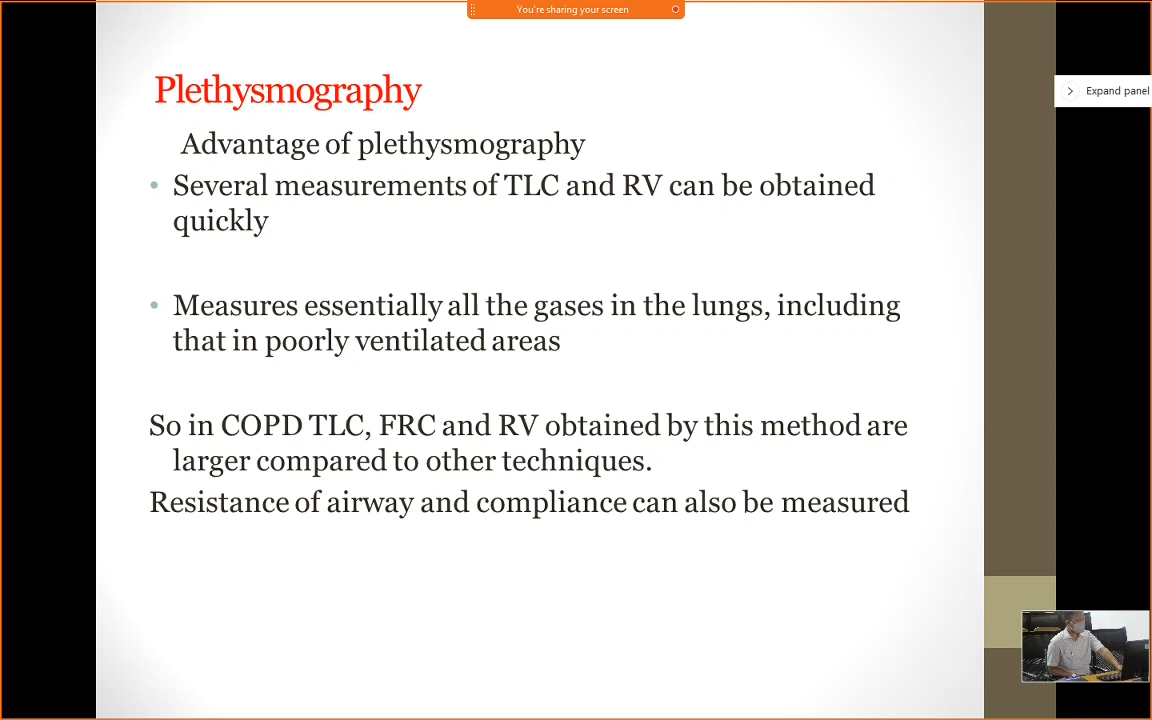 You're sharing your screen
Expand panel
Plethysmography
Advantage of plethysmography
• Several measurements of TLC and RV can be obtained
quickly
• Measures essentially all the gases in the lungs, including
that in poorly ventilated areas
So in COPD TLC, FRC and RV obtained by this method are
larger compared to other techniques.
Resistance of airway and compliance can also be measured